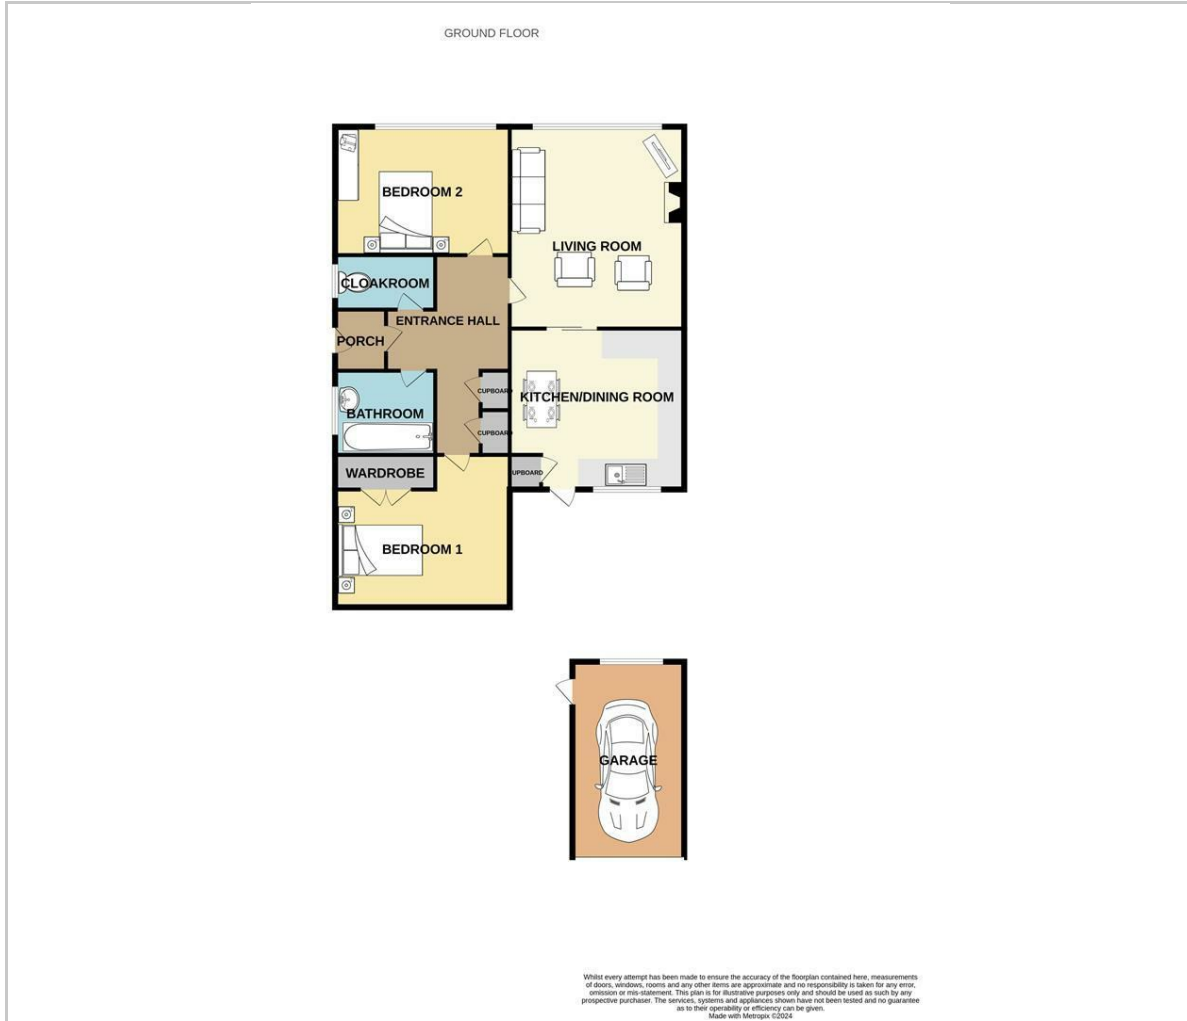 GROUND FLOOR
BEDROOM 2
LIVING ROOM
CLOAKROOM
ENTRANCE HALL
PORCH
CUPBOARD
KITCHEN/DINING ROOM
BATHROOM
CUPBOARD
WARDROBE
UPBOARD
BEDROOM 1
GARAGE
Whilst every attempt has been made to ensure the accuracy of the floorplan contained here, measurements
of doors, windows, rooms and any other items are approximate and no responsibility is taken for any error,
omission or mis-statement. This plan is for illustrative purposes only and should be used as such by any
prospective purchaser. The services, systems and appliances shown have not been tested and no guarantee
as to their operability or efficiency can be given.
Made with Metropix ©2024